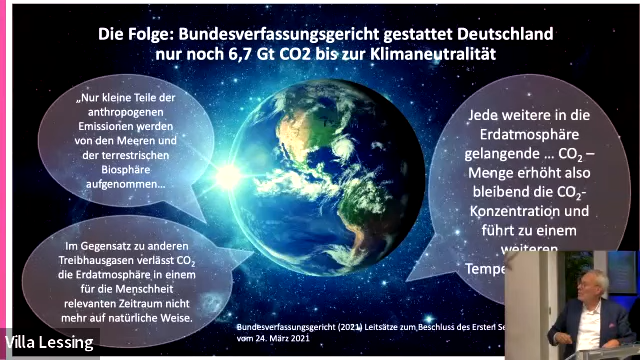 Die Folge: Bundesverfassungsgericht gestattet Deutschland
nur noch 6,7 Gt CO2 bis zur Klimaneutralität
„Nur kleine Teile der
anthropogenen
Emissionen werden
von den Meeren und
der terrestrischen
Biosphäre
aufgenommen...
Im Gegensatz zu anderen
Treibhausgasen verlässt CO₂
die Erdatmosphäre in einem
für die Menschheit
relevanten Zeitraum nicht
mehr auf natürliche Weise.
Jede weitere in die
Erdatmosphäre
gelangende ... CO₂ –
Menge erhöht also
bleibend die CO₂-
Konzentration und
führt zu einem
weiteren
Bundesverfassungsgericht (2021) Leitsätze zum Beschluss des Ersten
vom 24. März 2021
Villa Lessing